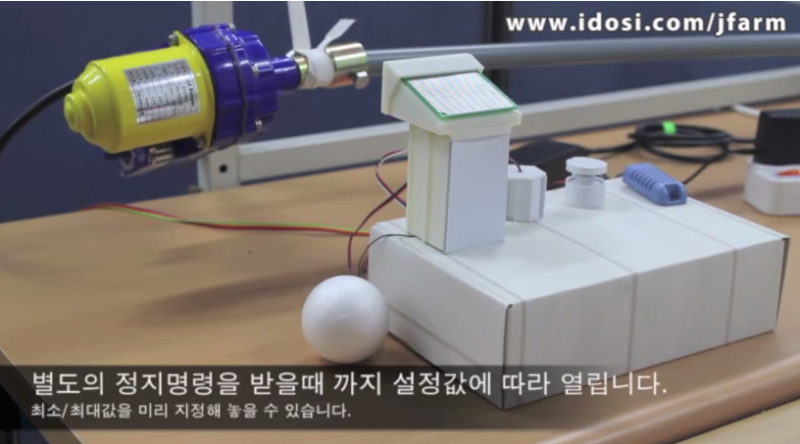 www.idosi.com/jfarm
별도의 정지명령을 받을때 까지 설정값에 따라 열립니다.
최소/최대값을 미리 지정해 놓을 수 있습니다.